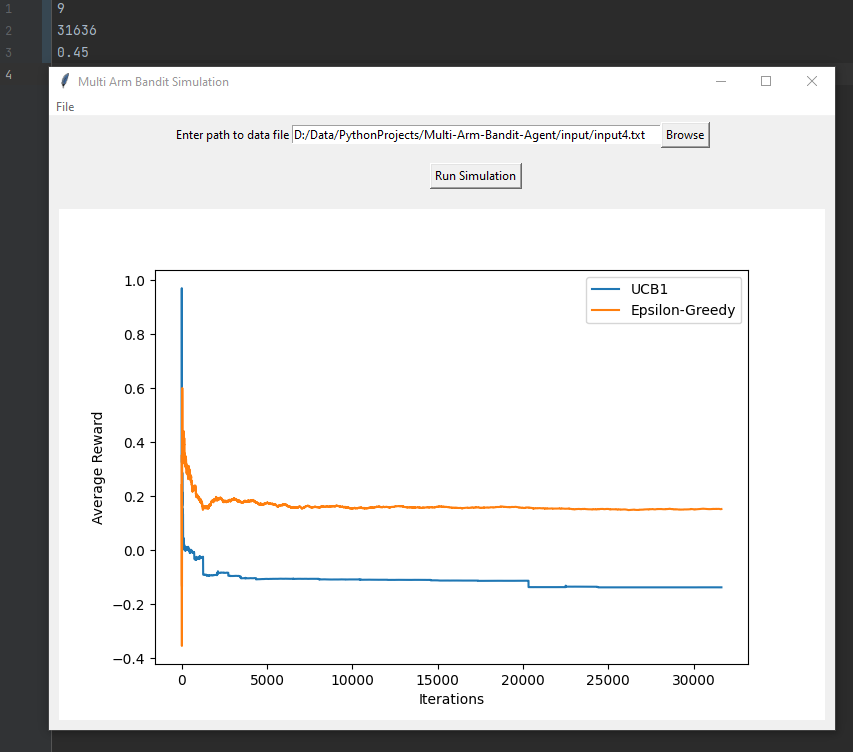 1 9
2 31636
3 0.45
4
Multi Arm Bandit Simulation
File
Enter path to data file D:/Data/PythonProjects/Multi-Arm-Bandit-Agent/input/input4.txt Browse
Run Simulation
UCB1
Epsilon-Greedy
1.0
0.8
0.6
0.4
0.2
0.0
−0.2
−0.4
Average Reward
0 5000 10000 15000 20000 25000 30000
Iterations